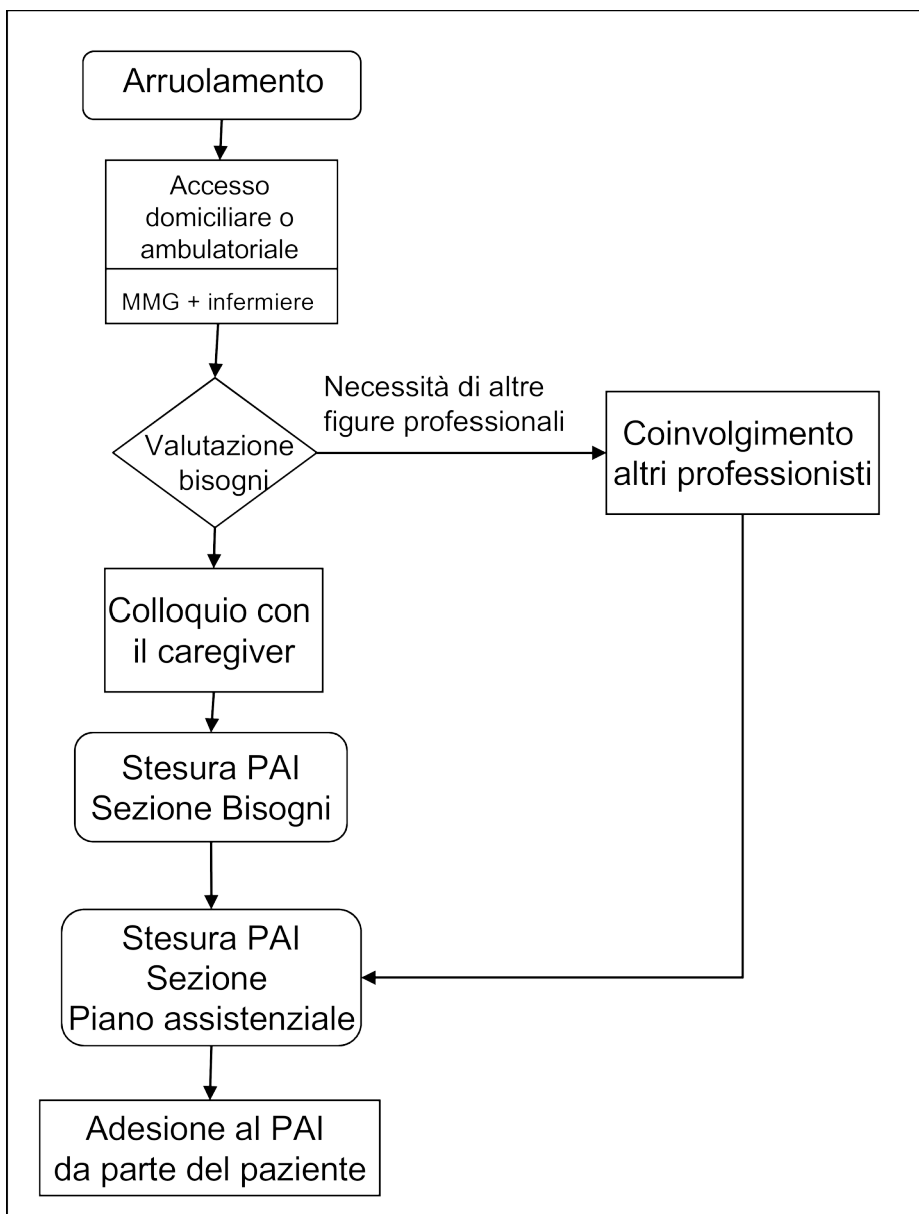 Arruolamento
Accesso
domiciliare o
ambulatoriale
MMG + infermiere
Necessità di altre
figure professionali
Valutazione
bisogni
Coinvolgimento
altri professionisti
Colloquio con
il caregiver
Stesura PAI
Sezione Bisogni
Stesura PAI
Sezione
Piano assistenziale
Adesione al PAI
da parte del paziente